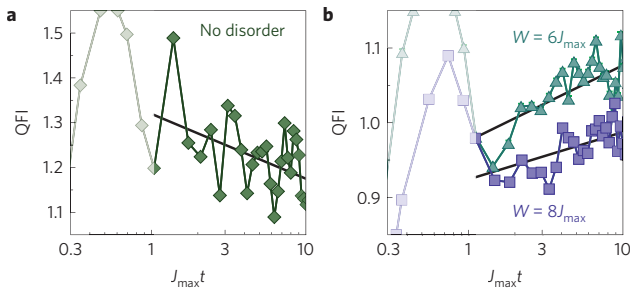 a
No disorder
QFI
1.5
1.4
1.3
1.2
1.1
0.3
1
3
10
Jmaxt
b
W = 6Jmax
W = 8Jmax
QFI
1.1
1.0
0.9
0.3
1
3
10
Jmaxt